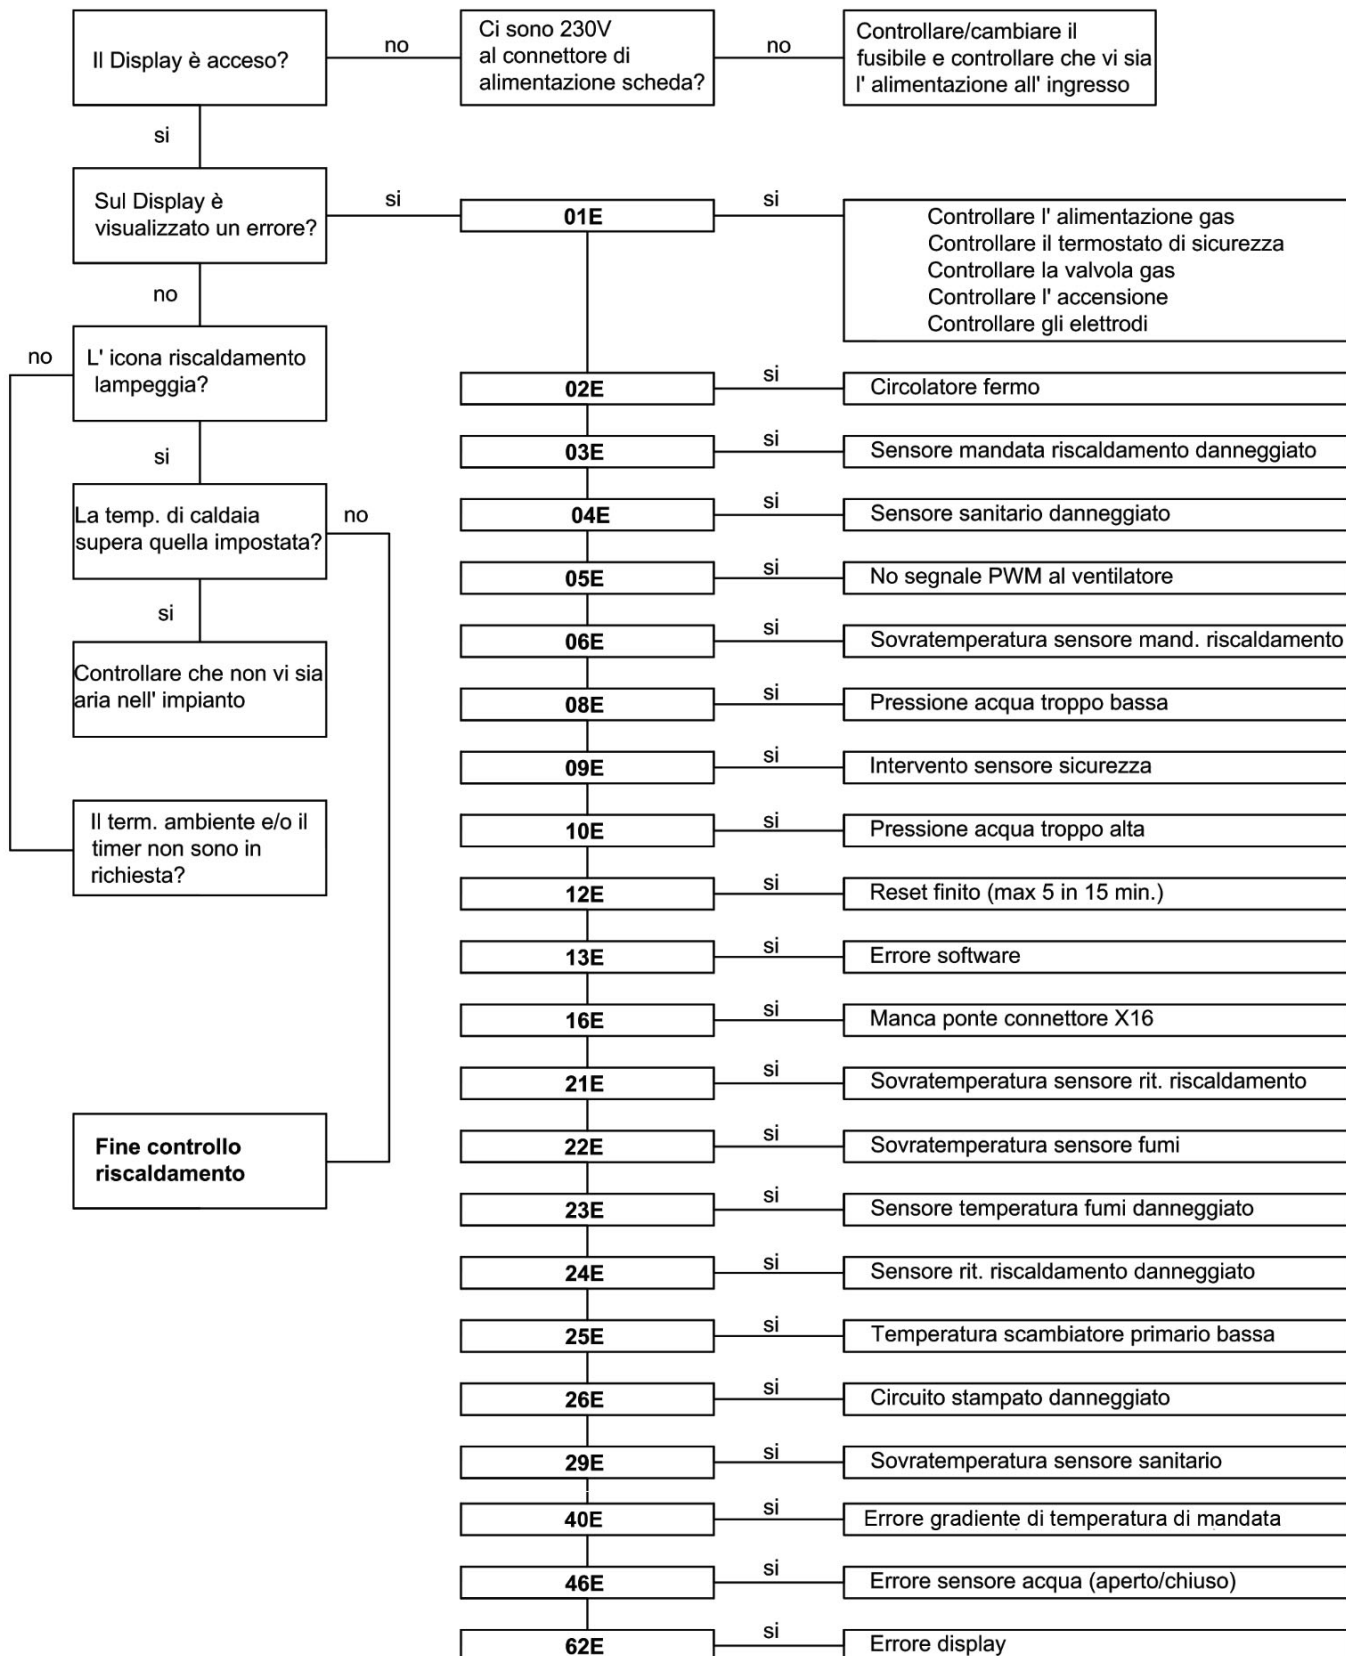 Il Display è acceso?
no
Ci sono 230V
al connettore di
alimentazione scheda?
no
Controllare/cambiare il
fusibile e controllare che vi sia
l' alimentazione all' ingresso
si
Sul Display è
visualizzato un errore?
si
01E
si
Controllare l' alimentazione gas
Controllare il termostato di sicurezza
Controllare la valvola gas
Controllare l' accensione
Controllare gli elettrodi
no
no
L' icona riscaldamento
lampeggia?
02E
si
Circolatore fermo
si
03E
si
Sensore mandata riscaldamento danneggiato
La temp. di caldaia
supera quella impostata?
no
04E
si
Sensore sanitario danneggiato
05E
si
No segnale PWM al ventilatore
si
06E
si
Sovratemperatura sensore mand. riscaldamento
Controllare che non vi sia
aria nell' impianto
08E
si
Pressione acqua troppo bassa
09E
si
Intervento sensore sicurezza
Il term. ambiente e/o il
timer non sono in
richiesta?
10E
si
Pressione acqua troppo alta
12E
si
Reset finito (max 5 in 15 min.)
13E
si
Errore software
16E
si
Manca ponte connettore X16
21E
si
Sovratemperatura sensore rit. riscaldamento
Fine controllo
riscaldamento
22E
si
Sovratemperatura sensore fumi
23E
si
Sensore temperatura fumi danneggiato
24E
si
Sensore rit. riscaldamento danneggiato
25E
si
Temperatura scambiatore primario bassa
26E
si
Circuito stampato danneggiato
29E
si
Sovratemperatura sensore sanitario
40E
si
Errore gradiente di temperatura di mandata
46E
si
Errore sensore acqua (aperto/chiuso)
62E
si
Errore display